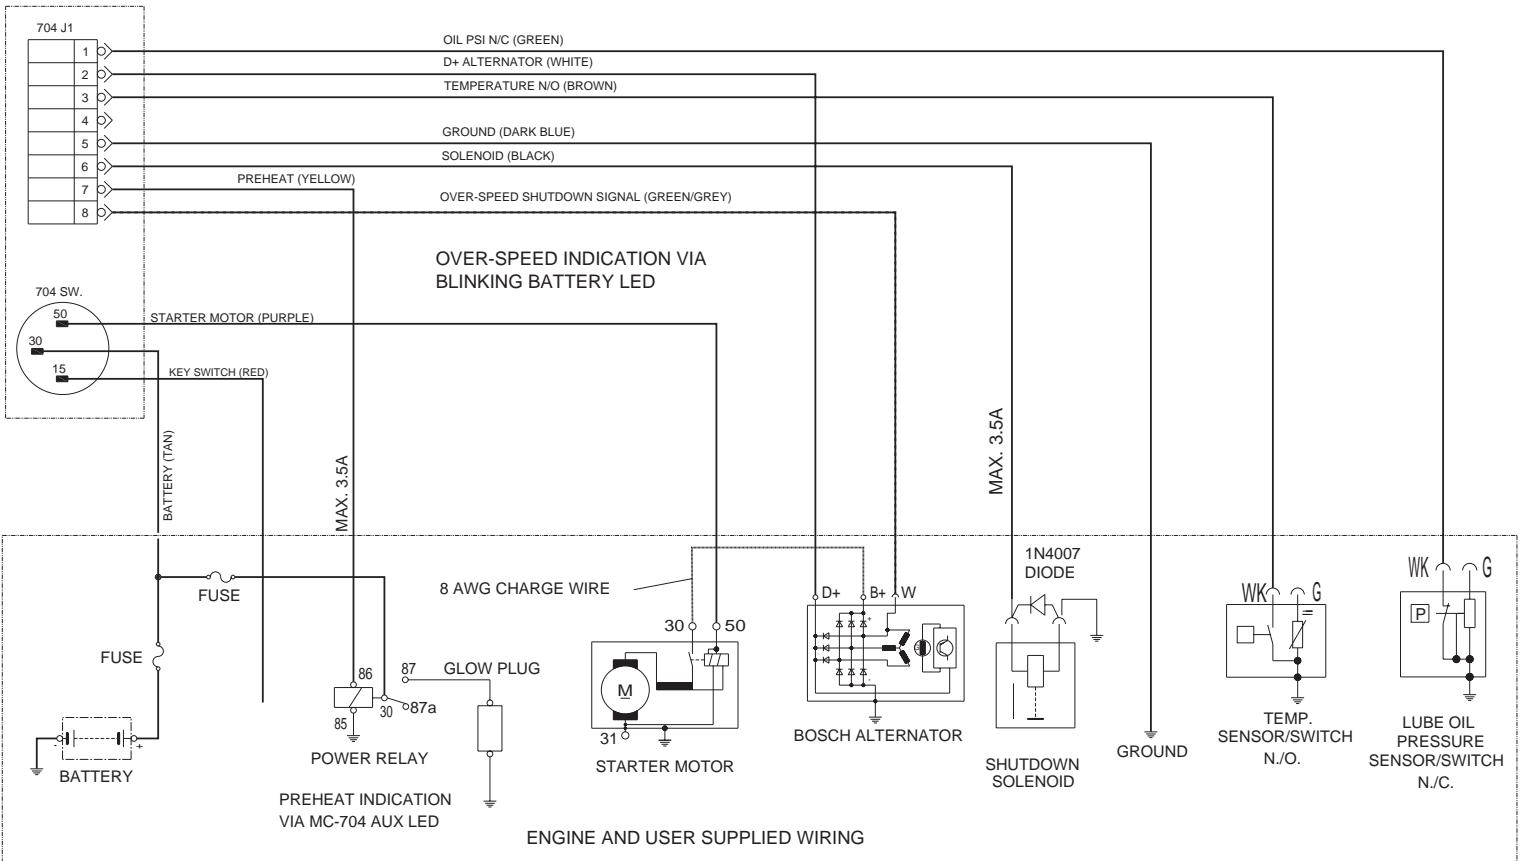 704 J1
1
OIL PSI N/C (GREEN)
2
D+ ALTERNATOR (WHITE)
3
TEMPERATURE N/O (BROWN)
4
5
GROUND (DARK BLUE)
6
SOLENOID (BLACK)
7
PREHEAT (YELLOW)
8
OVER-SPEED SHUTDOWN SIGNAL (GREEN/GREY)
OVER-SPEED INDICATION VIA
BLINKING BATTERY LED
704 SW.
50
STARTER MOTOR (PURPLE)
30
15
KEY SWITCH (RED)
BATTERY (TAN)
MAX. 3.5A
MAX. 3.5A
8 AWG CHARGE WIRE
FUSE
FUSE
- +
BATTERY
86
85
30
87
87a
GLOW PLUG
POWER RELAY
PREHEAT INDICATION
VIA MC-704 AUX LED
30
50
M
31
STARTER MOTOR
D+
B+
W
+
-
BOSCH ALTERNATOR
1N4007
DIODE
SHUTDOWN
SOLENOID
GROUND
WK
G
TEMP.
SENSOR/SWITCH
N./O.
WK
G
P
LUBE OIL
PRESSURE
SENSOR/SWITCH
N./C.
ENGINE AND USER SUPPLIED WIRING